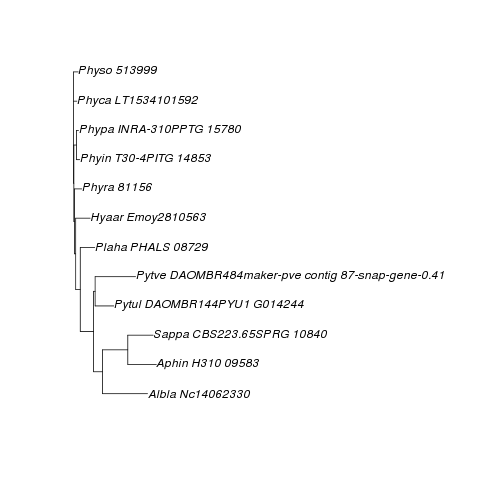 Physo 513999
Phyca LT1534101592
Phypa INRA-310PPTG 15780
Phyin T30-4PITG 14853
Phyra 81156
Hyaar Emoy2810563
Plaha PHALS 08729
Pytve DAOMBR484maker-pve contig 87-snap-gene-0.41
Pytul DAOMBR144PYU1 G014244
Sappa CBS223.65SPRG 10840
Aphin H310 09583
Albla Nc14062330